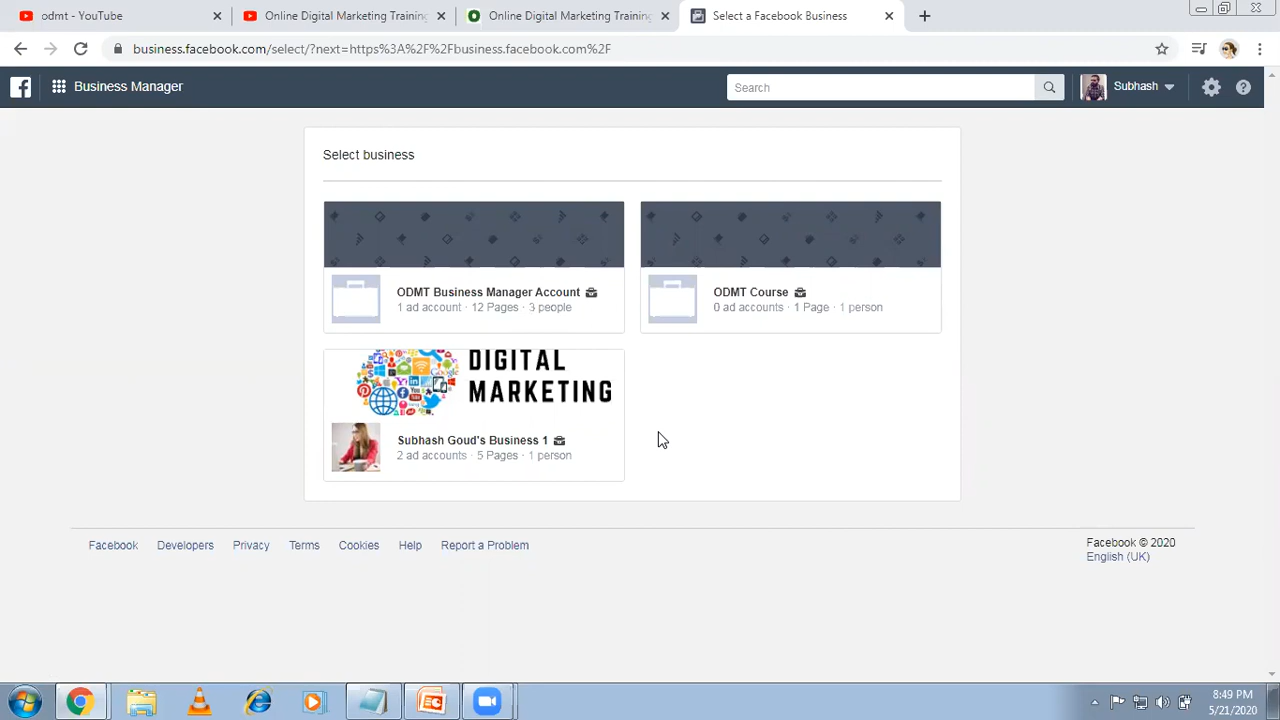 odmt - YouTube
Online Digital Marketing Training
Online Digital Marketing Training
Select a Facebook Business
business.facebook.com/select/?next=https%3A%2F%2Fbusiness.facebook.com%2F
Business Manager
Search
Subhash
Select business
ODMT Business Manager Account
1 ad account · 12 Pages · 3 people
ODMT Course
0 ad accounts · 1 Page · 1 person
DIGITAL
MARKETING
Subhash Goud's Business 1
2 ad accounts · 5 Pages · 1 person
Facebook
Developers
Privacy
Terms
Cookies
Help
Report a Problem
Facebook © 2020
English (UK)
8:49 PM
5/21/2020